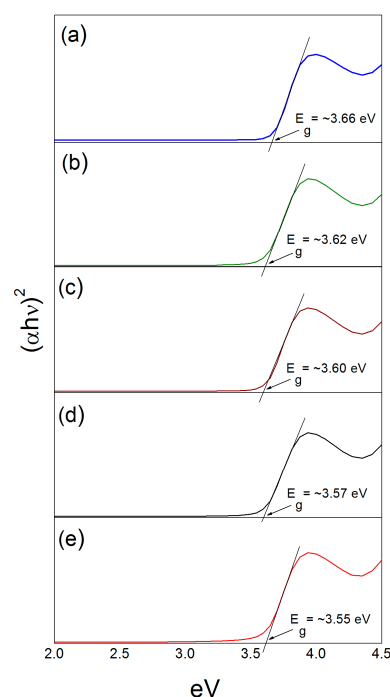 (a)
E = ~3.66 eV
g
(b)
E = ~3.62 eV
g
(c)
E = ~3.60 eV
g
(d)
E = ~3.57 eV
g
(e)
E = ~3.55 eV
g
(αhν)²
2.0 2.5 3.0 3.5 4.0 4.5
eV